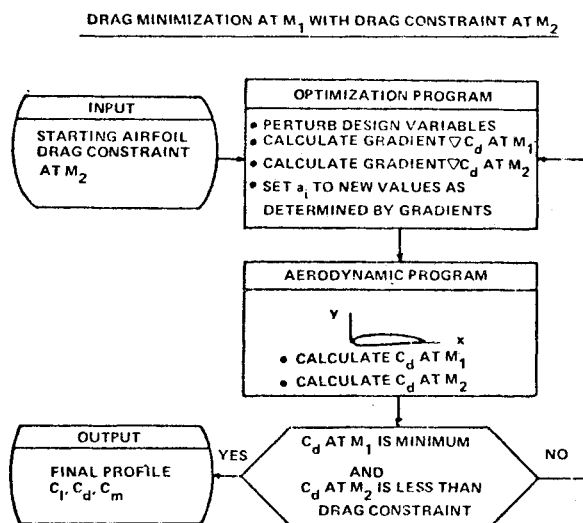 DRAG MINIMIZATION AT M1 WITH DRAG CONSTRAINT AT M2
INPUT
STARTING AIRFOIL
DRAG CONSTRAINT
AT M2
OPTIMIZATION PROGRAM
• PERTURB DESIGN VARIABLES
• CALCULATE GRADIENT ▽ Cd AT M1
• CALCULATE GRADIENT ▽Cd AT M2
• SET ai TO NEW VALUES AS
DETERMINED BY GRADIENTS
AERODYNAMIC PROGRAM
Y
X
• CALCULATE Cd AT M1
• CALCULATE Cd AT M2
OUTPUT
FINAL PROFILE
Cl, Cd, Cm
YES
Cd AT M1 IS MINIMUM
AND
Cd AT M2 IS LESS THAN
DRAG CONSTRAINT
NO